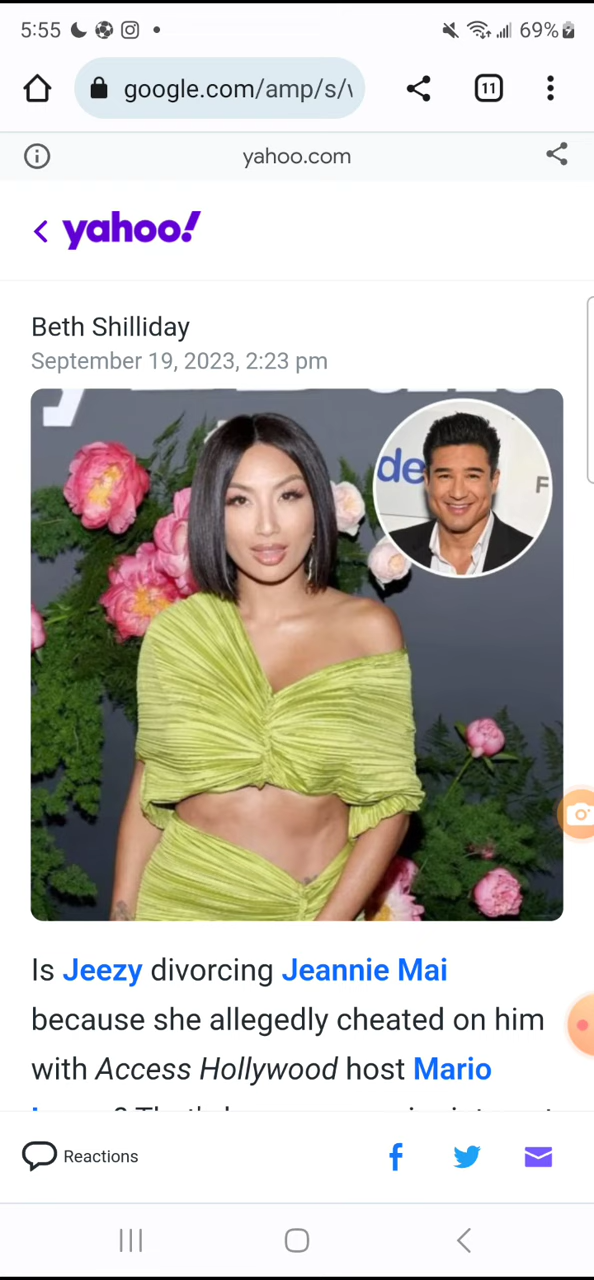 5:55
69%
google.com/amp/s/
11
yahoo.com
yahoo!
Beth Shilliday
September 19, 2023, 2:23 pm
de
F
Is Jeezy divorcing Jeannie Mai
because she allegedly cheated on him
with Access Hollywood host Mario
Reactions